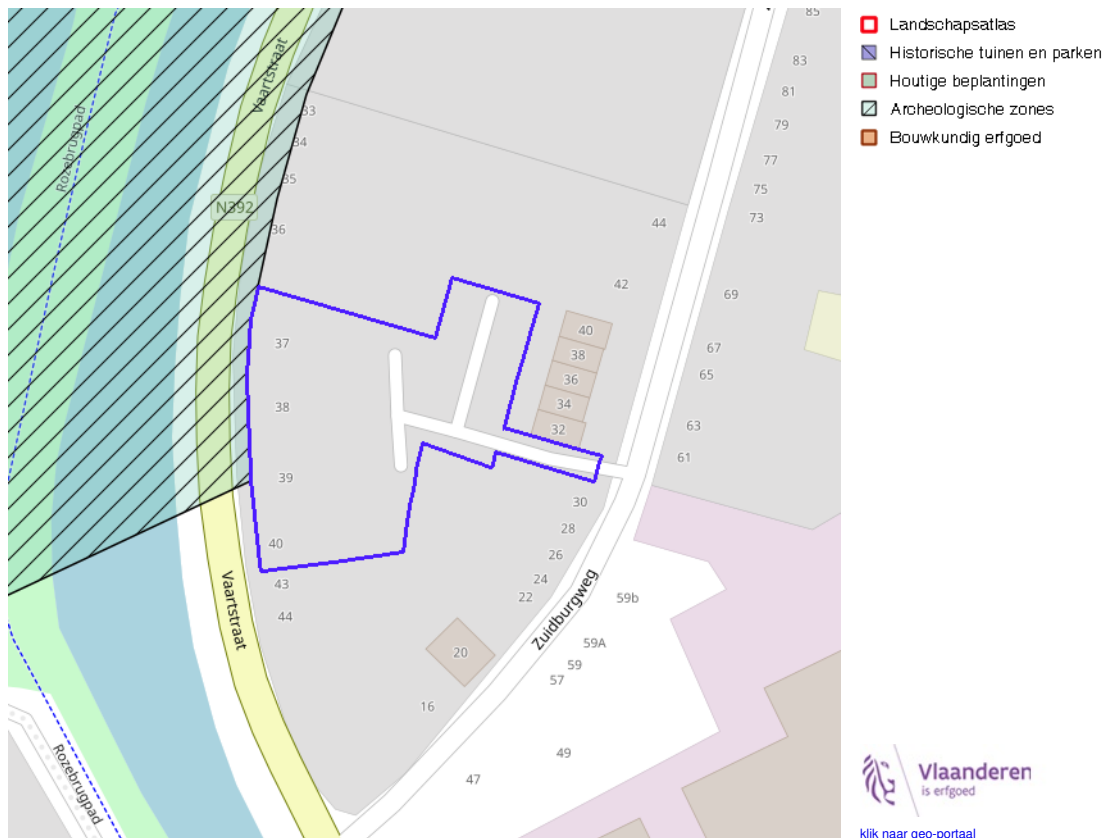 Landschapsatlas
Historische tuinen en parken
Houtige beplantingen
Archeologische zones
Bouwkundig erfgoed
85
83
81
79
77
75
73
Vaartstraat
33
34
35
36
Rozebrugpad
N392
44
42
69
67
65
63
61
40
38
36
34
32
37
38
39
40
43
44
30
28
26
24
22
20
16
Vaartstraat
Zuidburgweg
59b
59A
59
57
49
47
Rozebrugpad
Vlaanderen
is erfgoed
klik naar geo-portaal